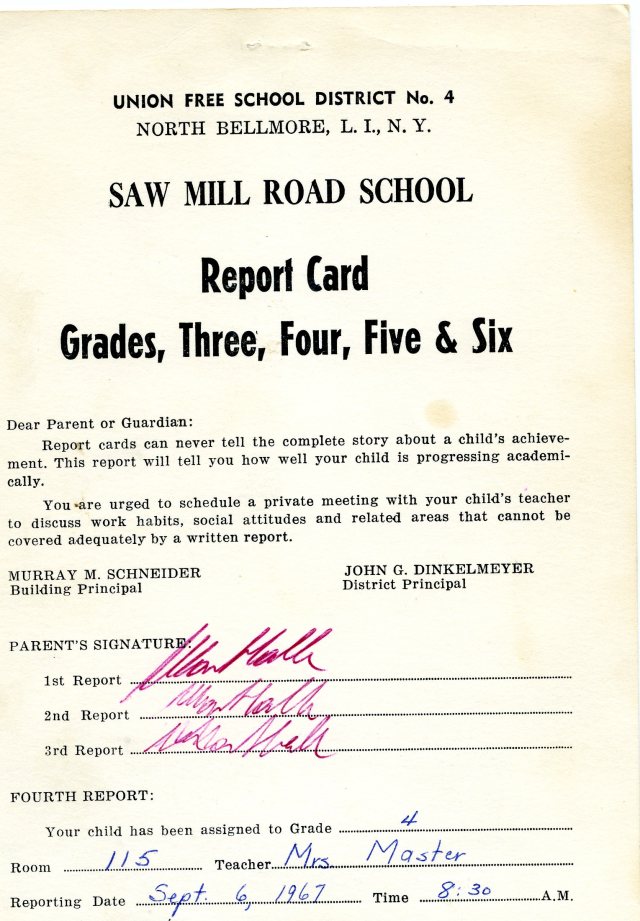 UNION FREE SCHOOL DISTRICT No. 4
NORTH BELLMORE, L. I., N. Y.
SAW MILL ROAD SCHOOL
Report Card
Grades, Three, Four, Five & Six
Dear Parent or Guardian:
Report cards can never tell the complete story about a child's achieve-
ment. This report will tell you how well your child is progressing academi-
cally.
You are urged to schedule a private meeting with your child's teacher
to discuss work habits, social attitudes and related areas that cannot be
covered adequately by a written report.
MURRAY M. SCHNEIDER JOHN G. DINKELMEYER
Building Principal District Principal
PARENT'S SIGNATURE:
1st Report
2nd Report
3rd Report
FOURTH REPORT:
Your child has been assigned to Grade 4
Room 115 Teacher Mrs. Master
Reporting Date Sept. 6, 1967 Time 8:30 A.M.